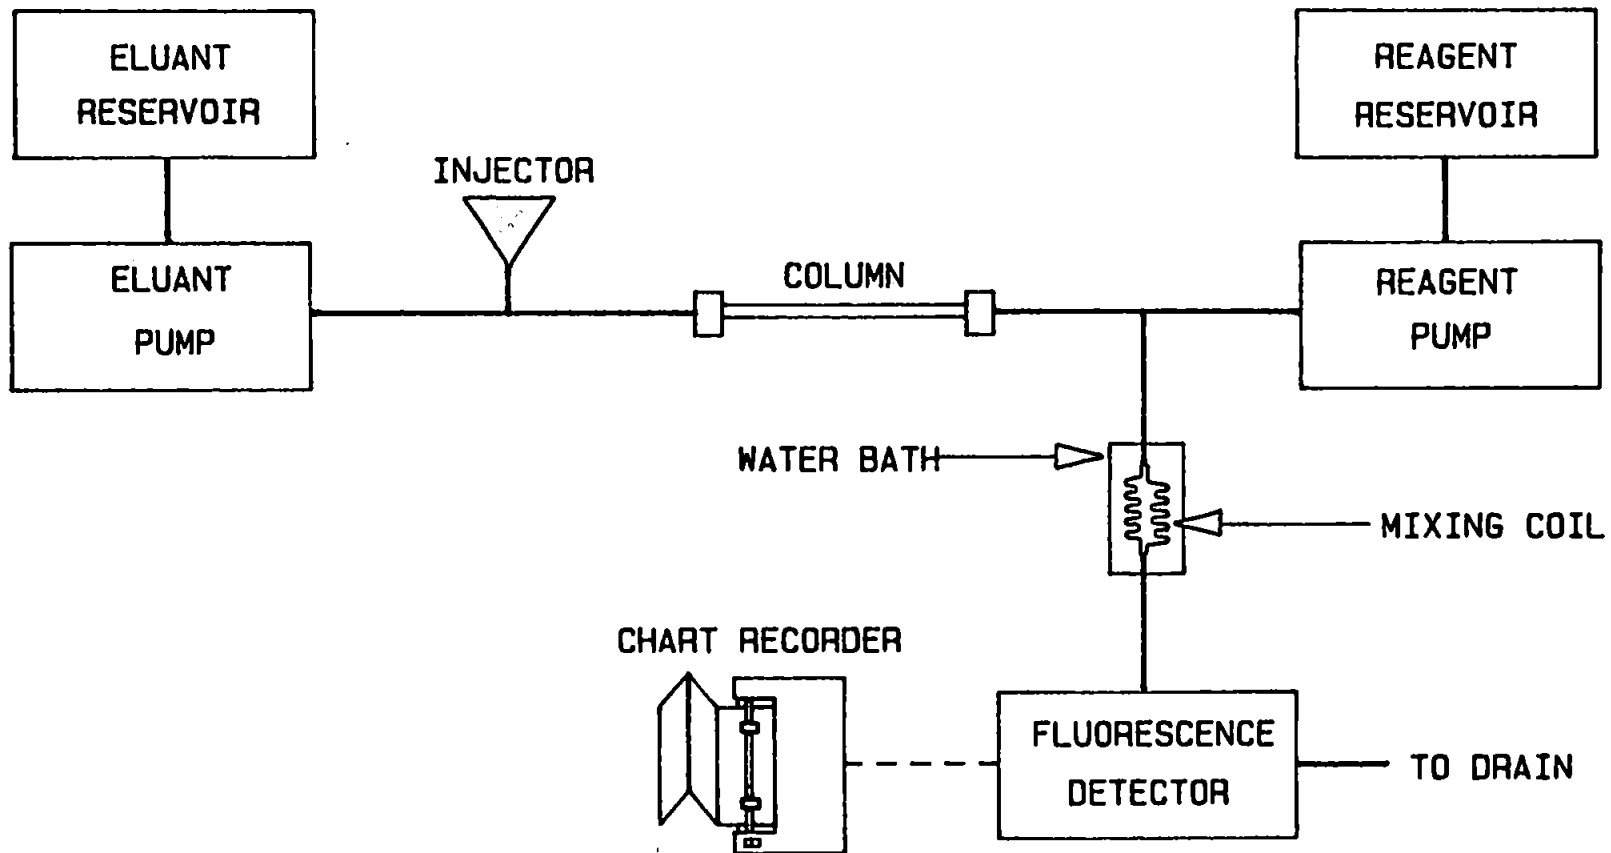 ELUANT
RESERVOIR
REAGENT
RESERVOIR
INJECTOR
ELUANT
PUMP
COLUMN
REAGENT
PUMP
WATER BATH
MIXING COIL
CHART RECORDER
FLUORESCENCE
DETECTOR
TO DRAIN